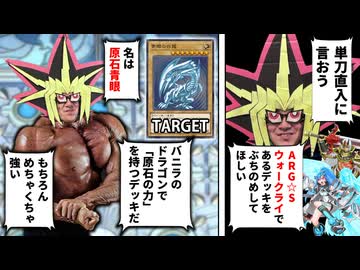 単刀直入に
言おう
ARG☆S
ウォークライで
あるデッキを
ぶちのめして
ほしい
TARGET
名は
原石青眼
バニラの
ドラゴンで
「原石の力」
を持つデッキだ
もちろん
めちゃくちゃ
強い